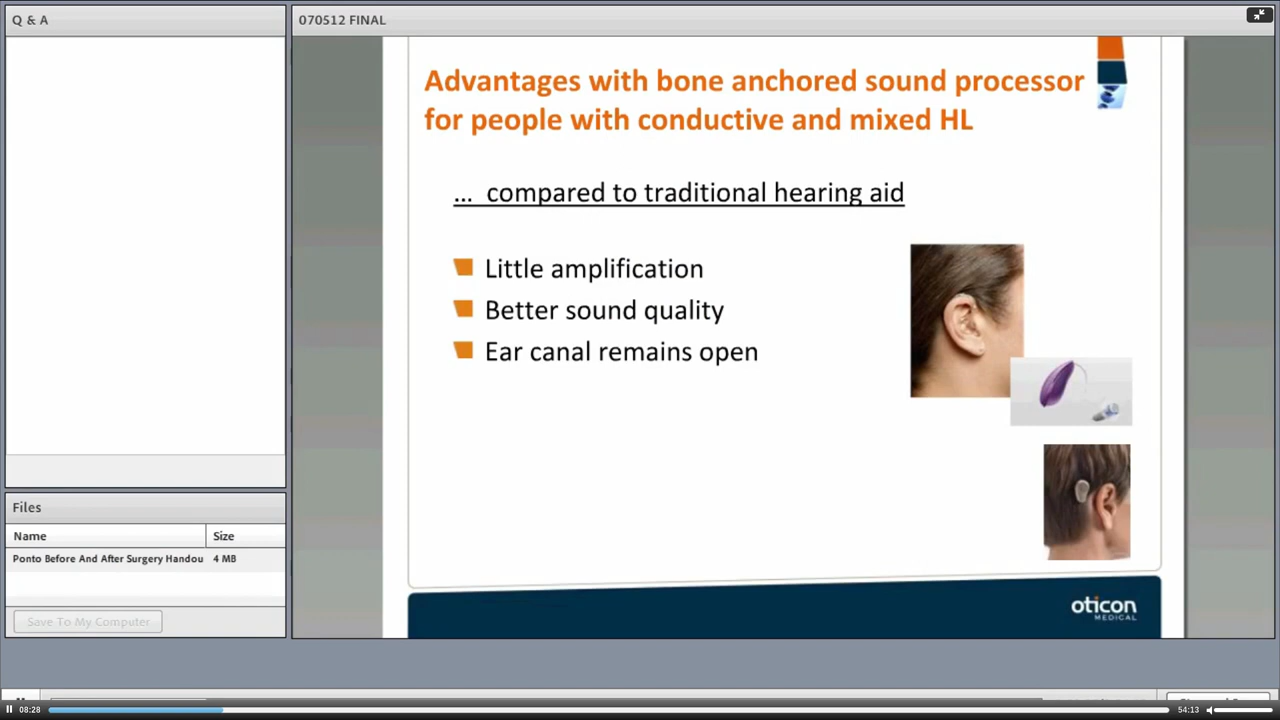 Q & A
070512 FINAL
Advantages with bone anchored sound processor
for people with conductive and mixed HL
... compared to traditional hearing aid
Little amplification
Better sound quality
Ear canal remains open
oticon
MEDICAL
Files
Name Size
Ponto Before And After Surgery Handou 4 MB
Save To My Computer
08:28 54:13